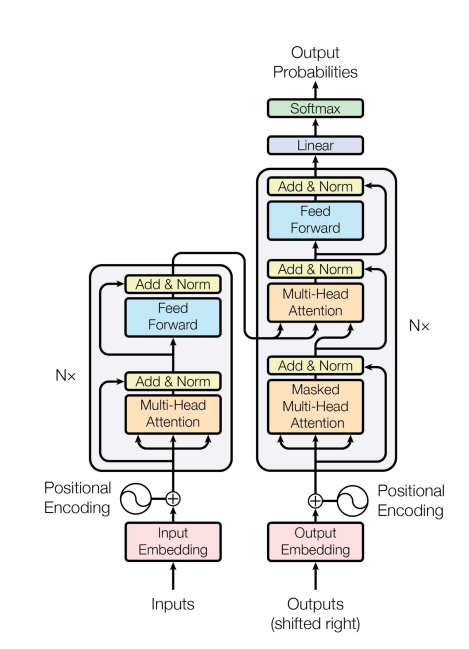 Output
Probabilities
Softmax
Linear
Add & Norm
Feed
Forward
Add & Norm
Multi-Head
Attention
Add & Norm
Masked
Multi-Head
Attention
N×
Add & Norm
Feed
Forward
Add & Norm
Multi-Head
Attention
N×
Positional
Encoding
Positional
Encoding
Input
Embedding
Output
Embedding
Inputs
Outputs
(shifted right)